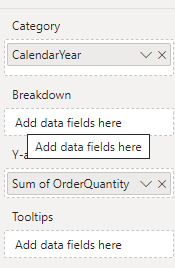 Category
CalendarYear
Breakdown
Add data fields here
Add data fields here
Sum of OrderQuantity
Tooltips
Add data fields here